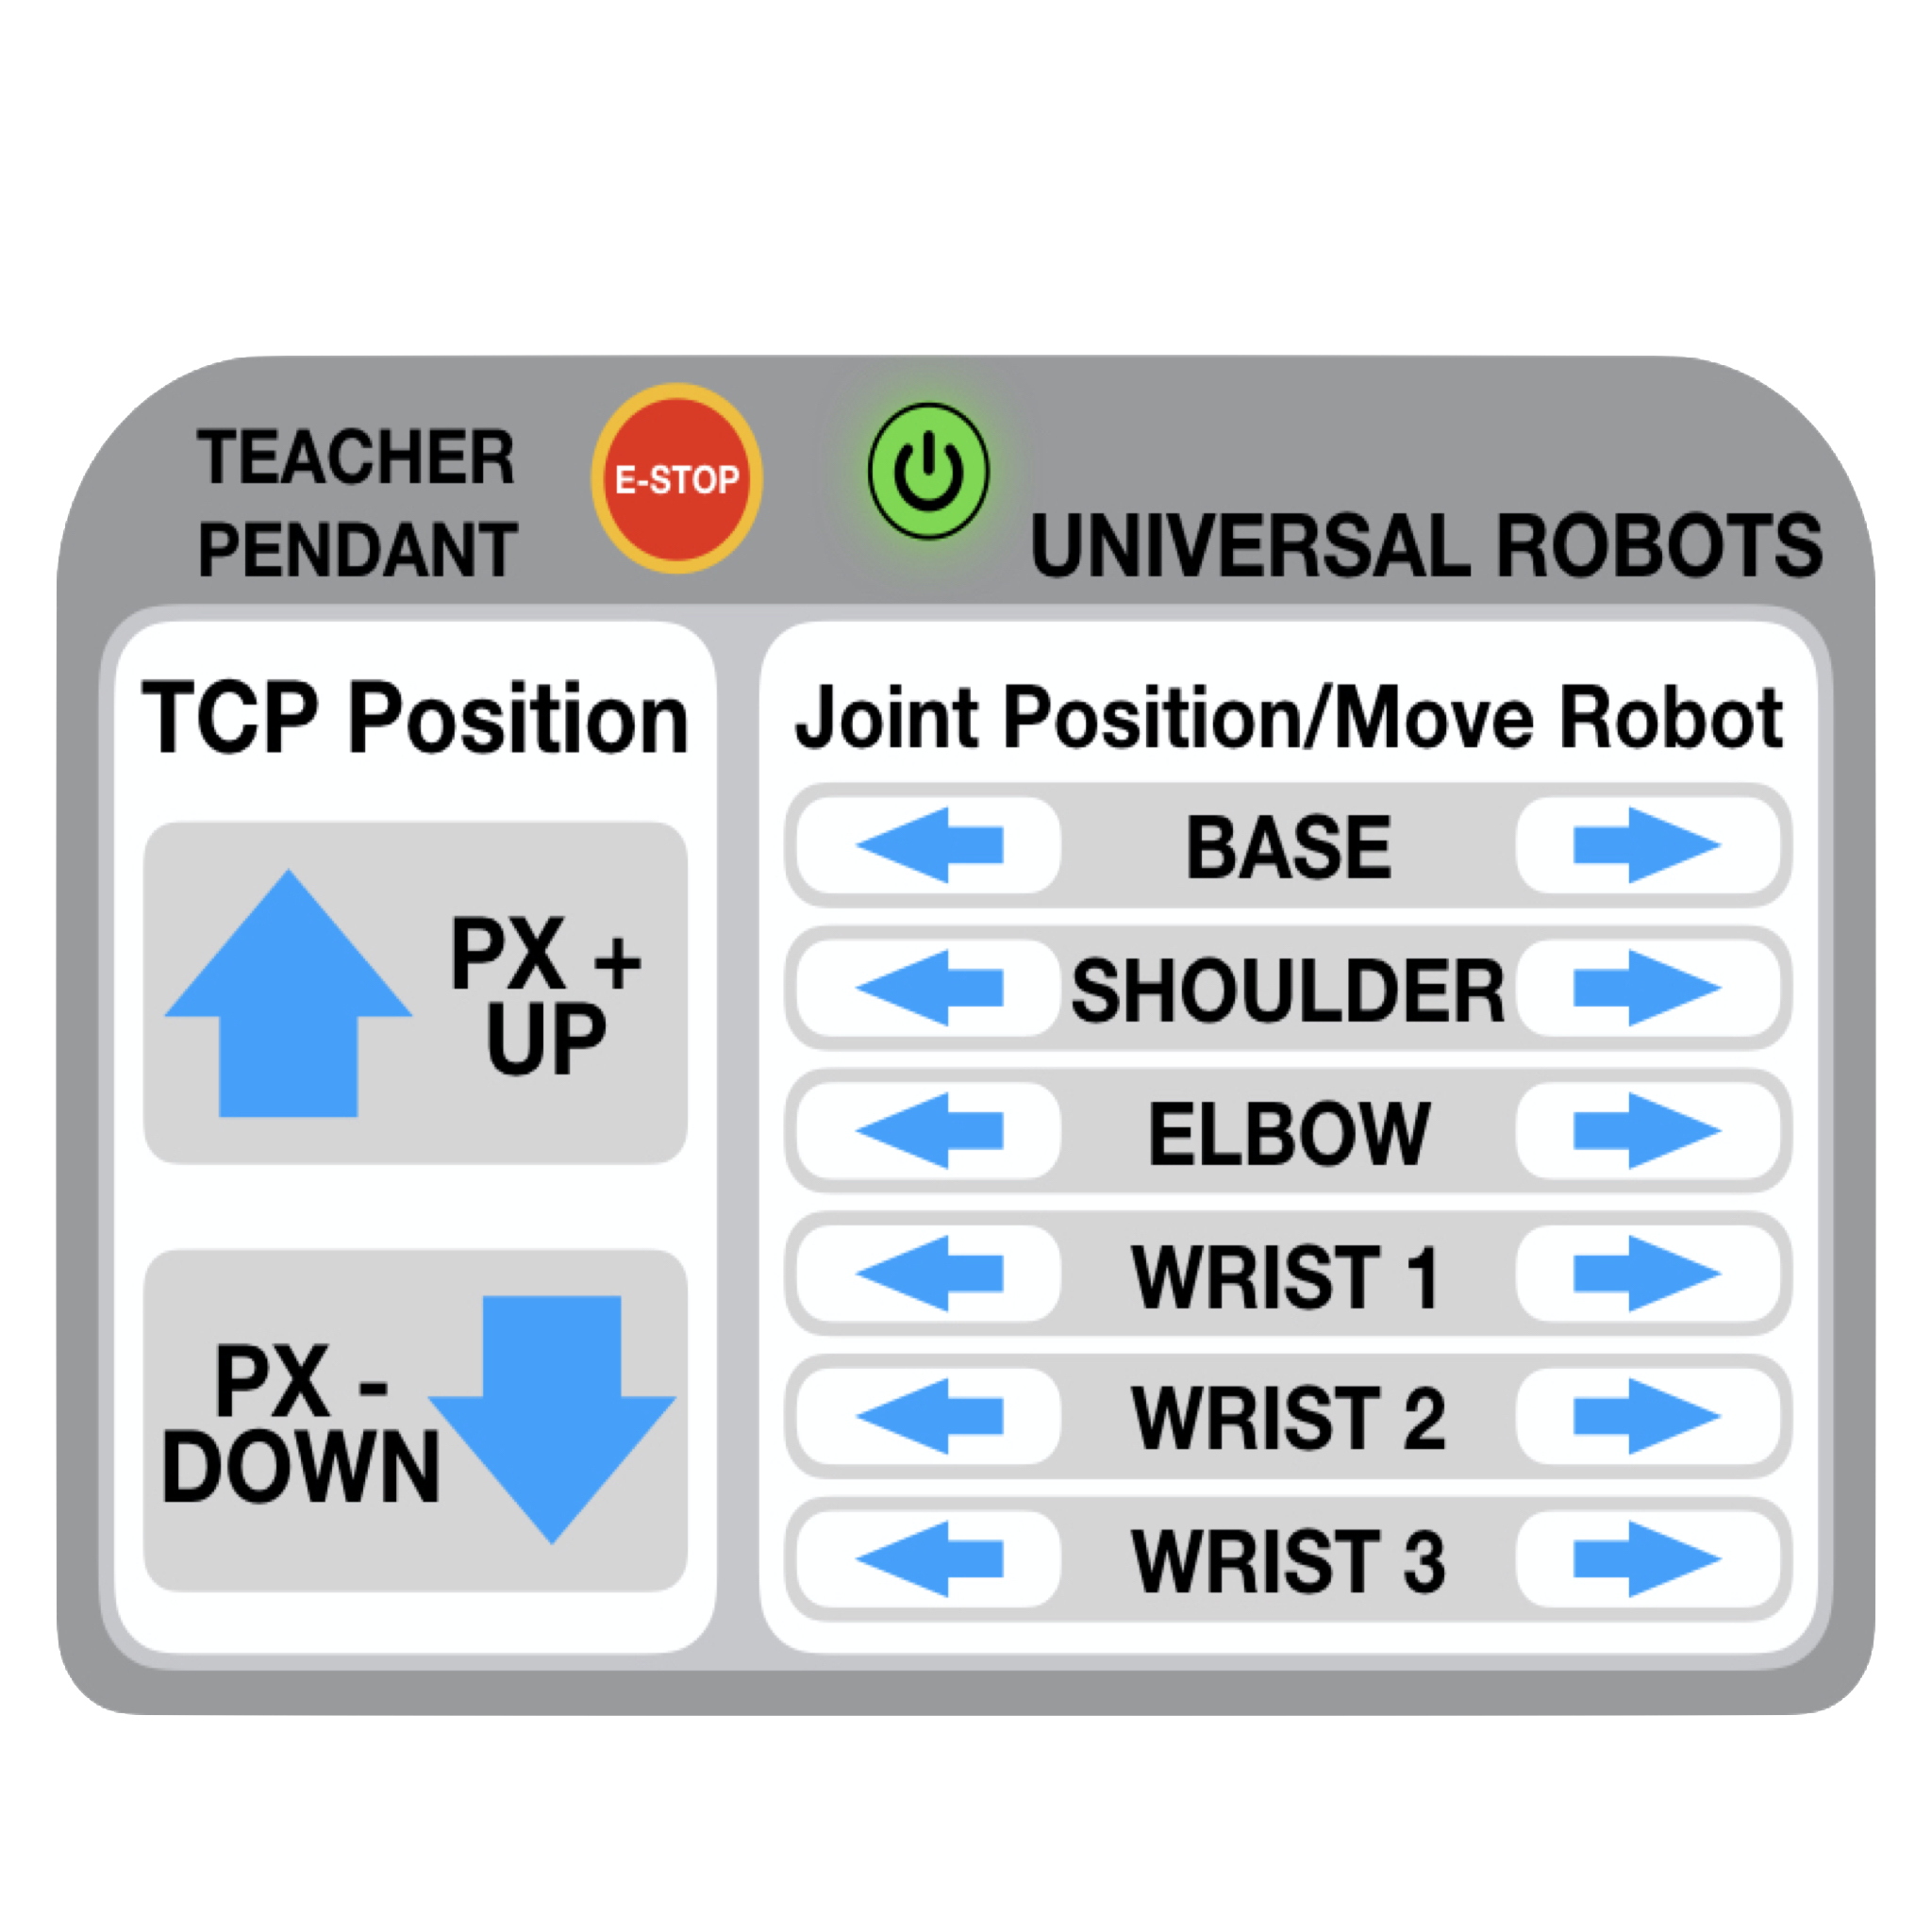 TEACHER
PENDANT
E-STOP
UNIVERSAL ROBOTS
TCP Position
PX +
UP
PX -
DOWN
Joint Position/Move Robot
BASE
SHOULDER
ELBOW
WRIST 1
WRIST 2
WRIST 3